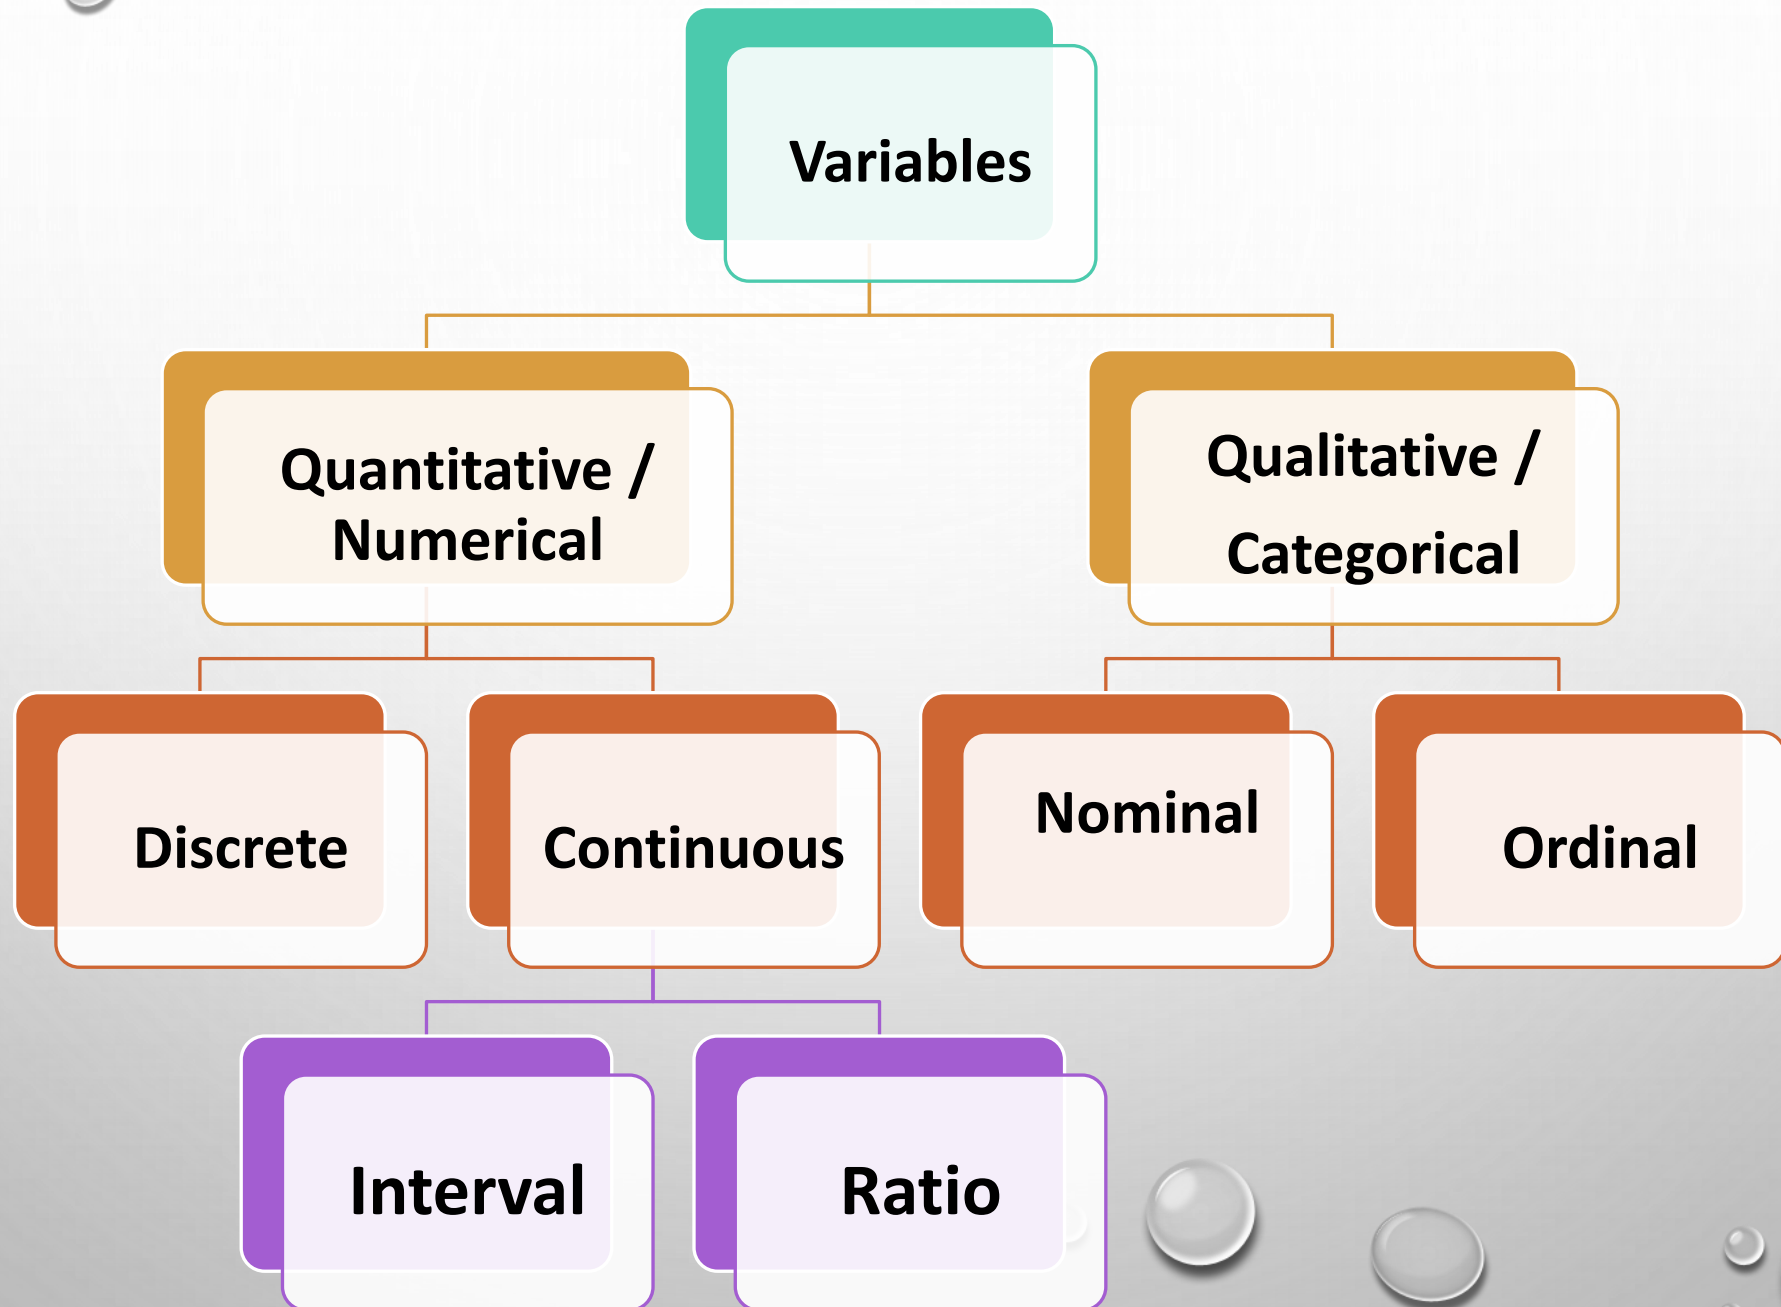 Variables
Quantitative /
Numerical
Qualitative /
Categorical
Discrete
Continuous
Nominal
Ordinal
Interval
Ratio